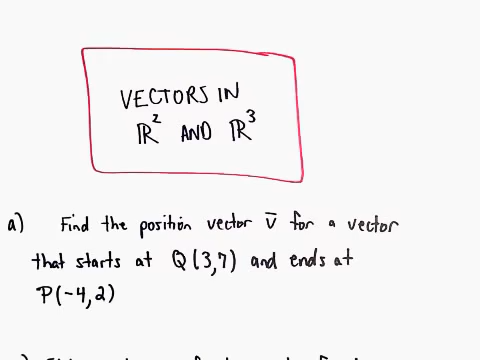 VECTORS IN
ℝ² AND ℝ³
a) Find the position vector v̅ for a vector
that starts at Q(3,7) and ends at
P(-4,2)